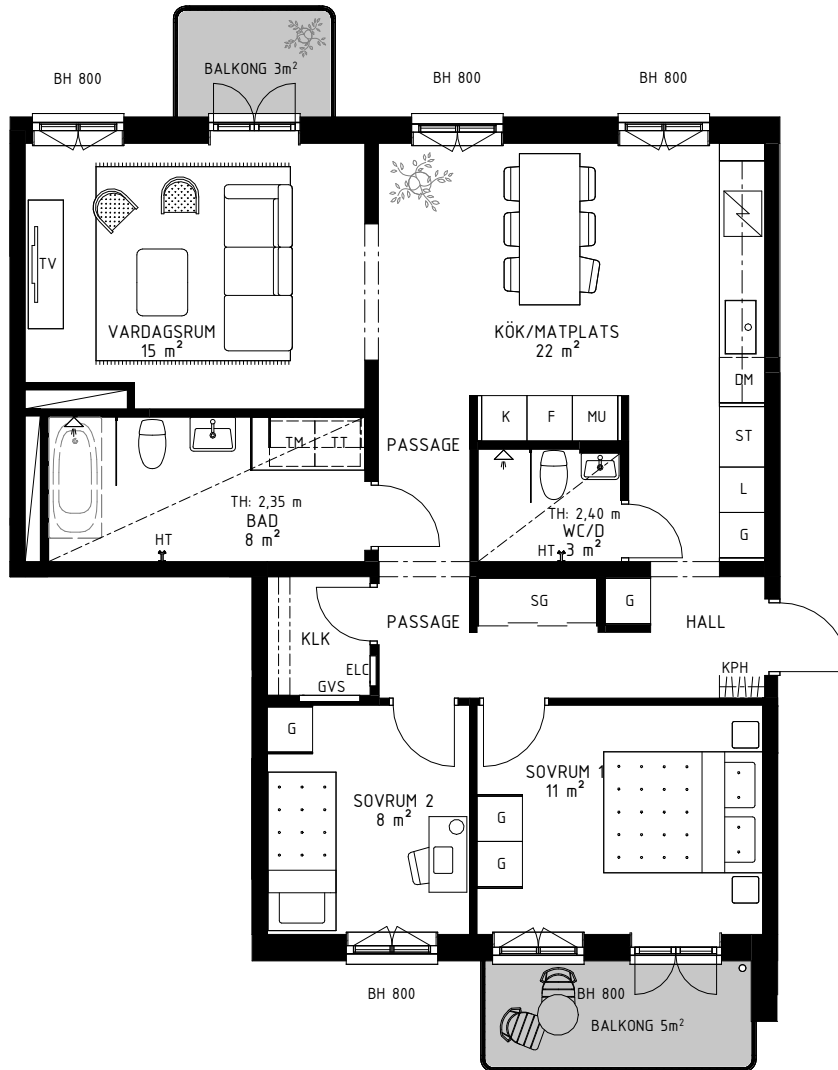 BALKONG 3m²
BH 800
BH 800
BH 800
TV
VARDAGSRUM
15 m²
KÖK/MATPLATS
22 m²
DM
K
F
MU
ST
PASSAGE
TM
TT
L
TH: 2,35 m
BAD
8 m²
HT
TH: 2,40 m
WC/D
3 m²
HT
G
SG
G
PASSAGE
HALL
KLK
ELC
GVS
KPH
G
SOVRUM 1
11 m²
SOVRUM 2
8 m²
G
G
BH 800
BH 800
BALKONG 5m²